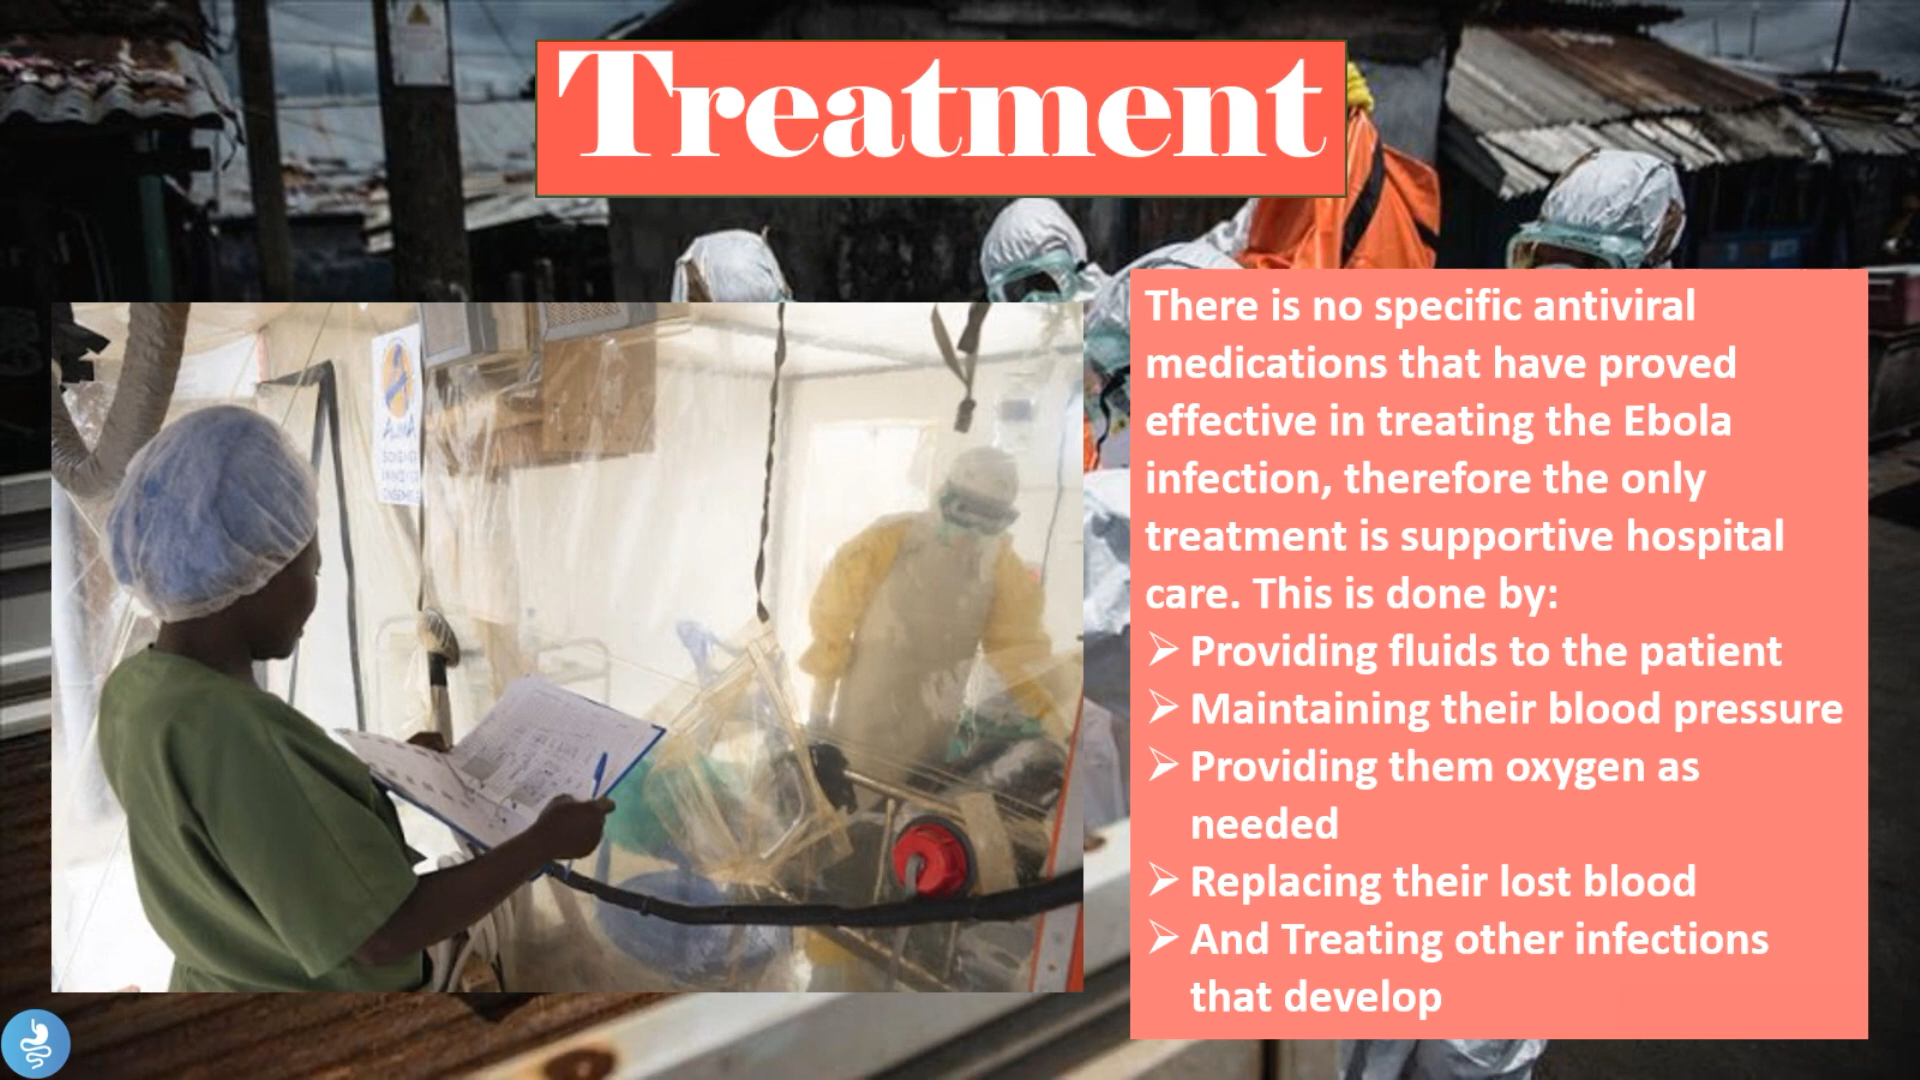 Treatment
There is no specific antiviral
medications that have proved
effective in treating the Ebola
infection, therefore the only
treatment is supportive hospital
care. This is done by:
Providing fluids to the patient
Maintaining their blood pressure
Providing them oxygen as
needed
Replacing their lost blood
And Treating other infections
that develop